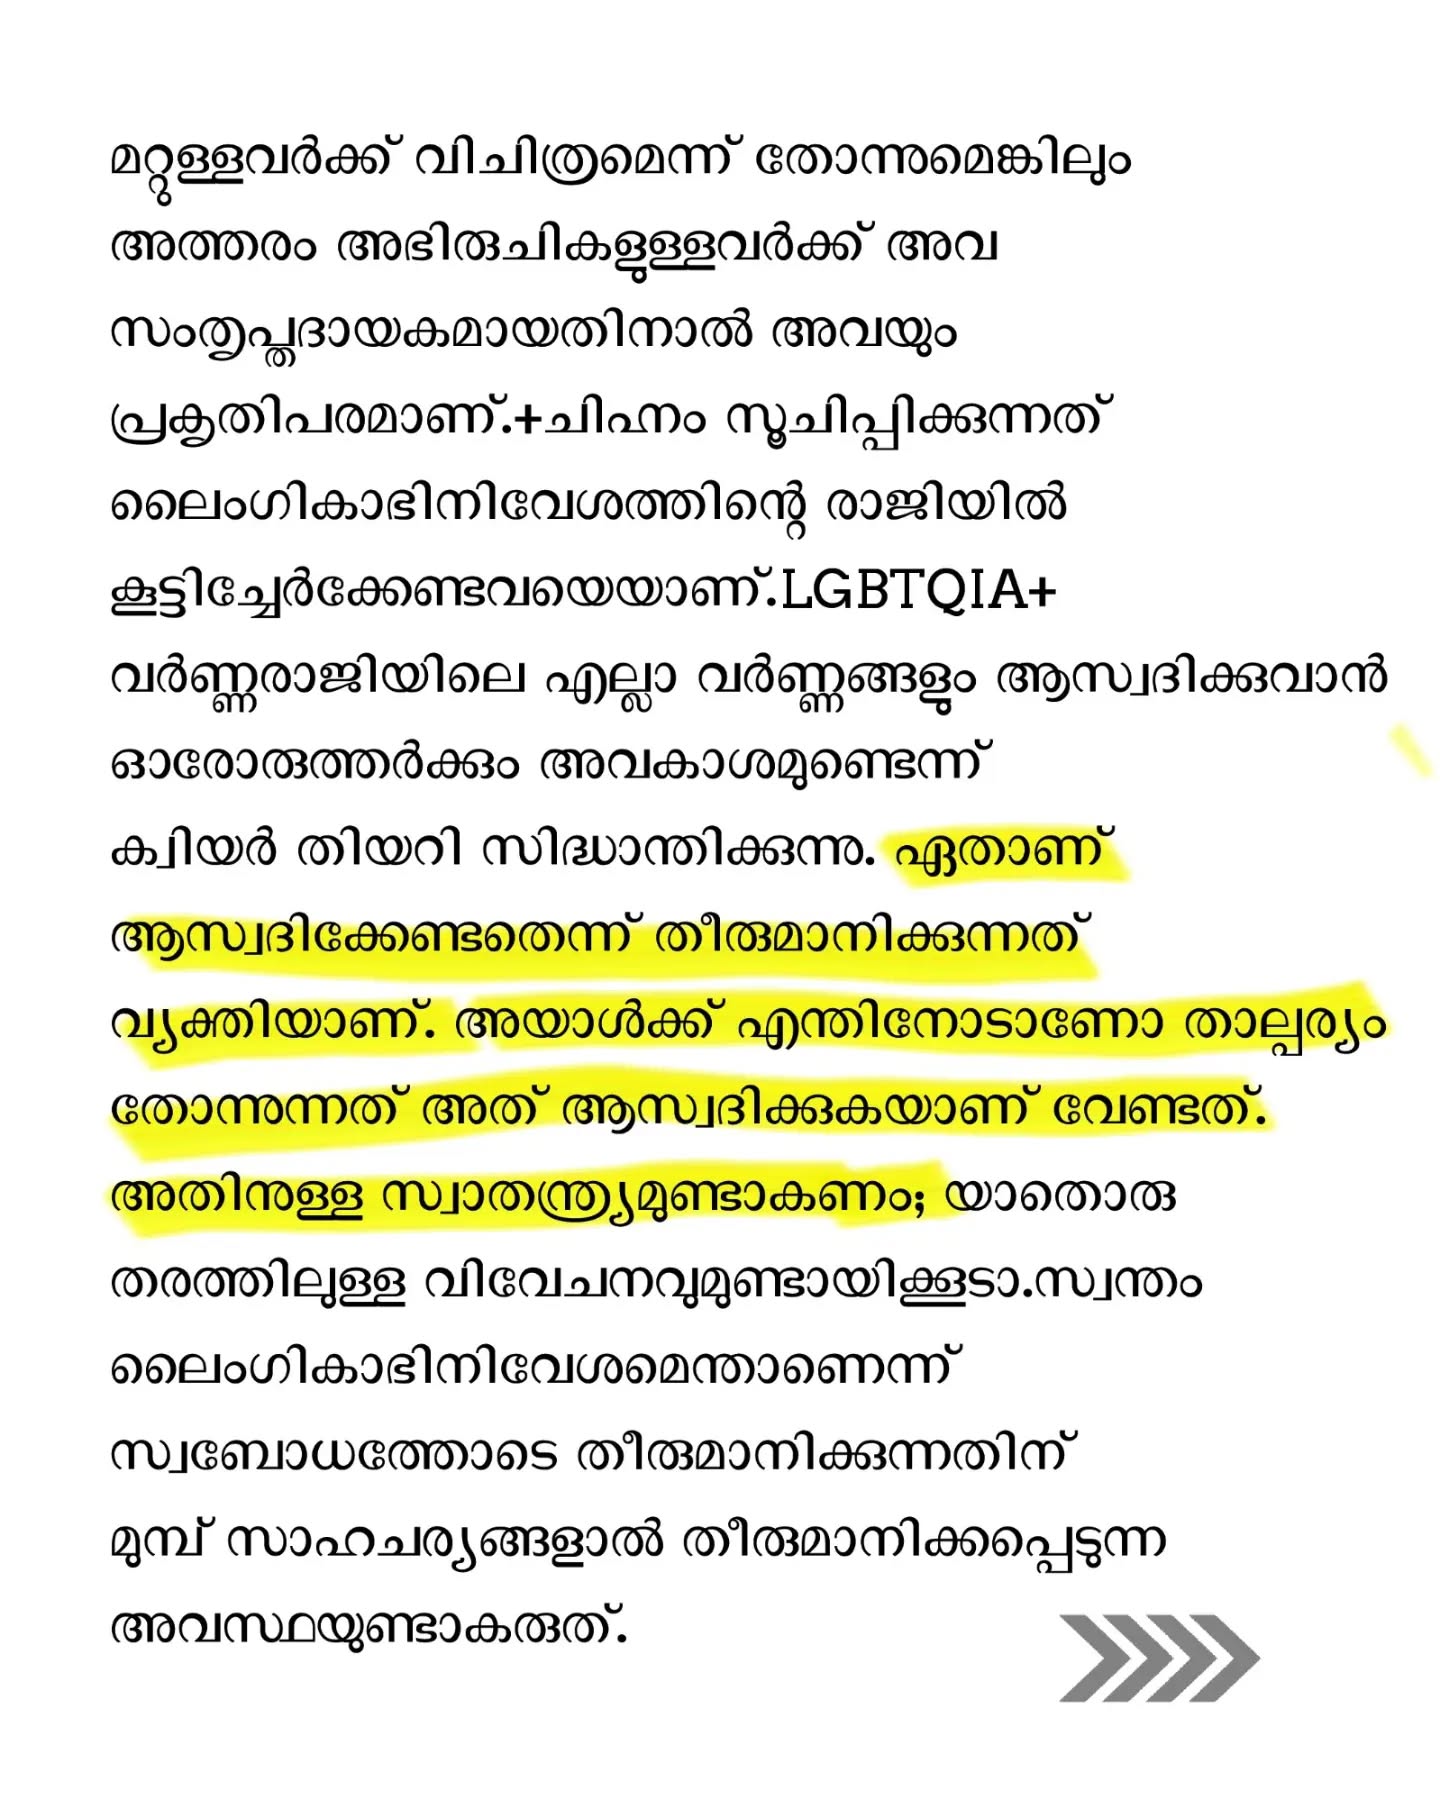 മറ്റുള്ളവർക്ക് വിചിത്രമെന്ന് തോന്നുമെങ്കിലും
അത്തരം അഭിരുചികളുള്ളവർക്ക് അവ
സംതൃപ്തദായകമായതിനാൽ അവയും
പ്രകൃതിപരമാണ്.+ചിഹ്നം സൂചിപ്പിക്കുന്നത്
ലൈംഗികാഭിനിവേശത്തിന്റെ രാജിയിൽ
കൂട്ടിച്ചേർക്കേണ്ടവയെയാണ്.LGBTQIA+
വർണ്ണരാജിയിലെ എല്ലാ വർണ്ണങ്ങളും ആസ്വദിക്കുവാൻ
ഓരോരുത്തർക്കും അവകാശമുണ്ടെന്ന്
ക്വിയർ തിയറി സിദ്ധാന്തിക്കുന്നു. ഏതാണ്
ആസ്വദിക്കേണ്ടതെന്ന് തീരുമാനിക്കുന്നത്
വ്യക്തിയാണ്. അയാൾക്ക് എന്തിനോടാണോ താല്പര്യം
തോന്നുന്നത് അത് ആസ്വദിക്കുകയാണ് വേണ്ടത്.
അതിനുള്ള സ്വാതന്ത്ര്യമുണ്ടാകണം; യാതൊരു
തരത്തിലുള്ള വിവേചനവുമുണ്ടായിക്കൂടാ.സ്വന്തം
ലൈംഗികാഭിനിവേശമെന്താണെന്ന്
സ്വബോധത്തോടെ തീരുമാനിക്കുന്നതിന്
മുമ്പ് സാഹചര്യങ്ങളാൽ തീരുമാനിക്കപ്പെടുന്ന
അവസ്ഥയുണ്ടാകരുത്.